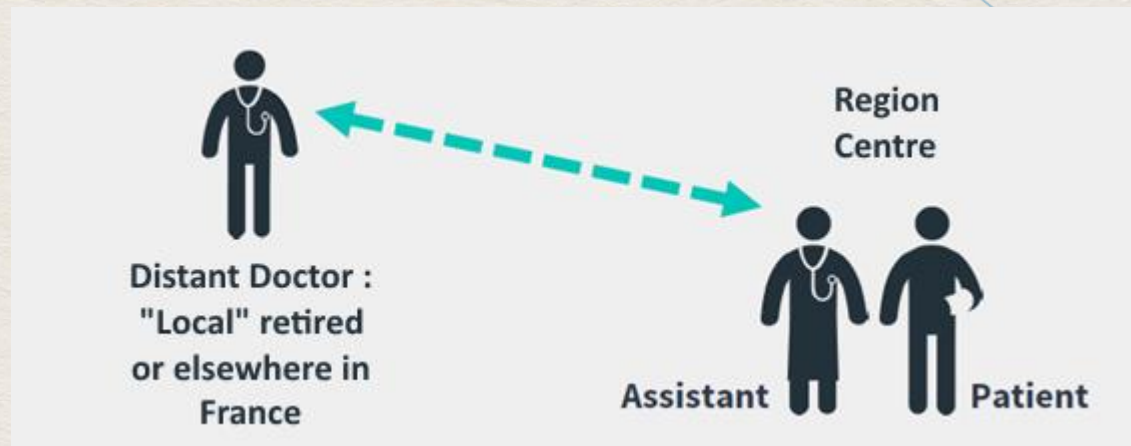 Region
Centre
Distant Doctor :
"Local" retired
or elsewhere in
France
Assistant
Patient